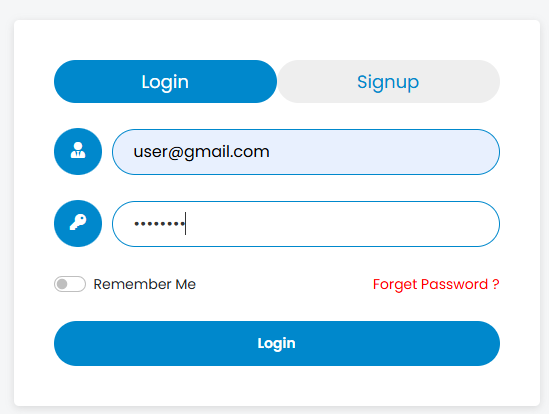 Login Signup
user@gmail.com
••••••••
Remember Me Forget Password ?
Login